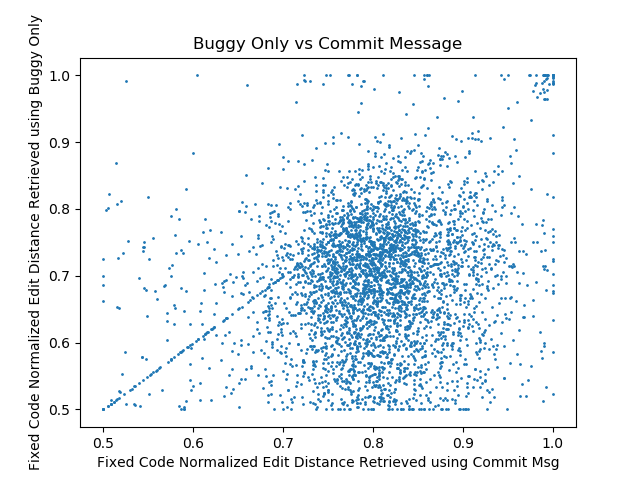 Buggy Only vs Commit Message
Fixed Code Normalized Edit Distance Retrieved using Buggy Only
1.0
0.9
0.8
0.7
0.6
0.5
0.5 0.6 0.7 0.8 0.9 1.0
Fixed Code Normalized Edit Distance Retrieved using Commit Msg